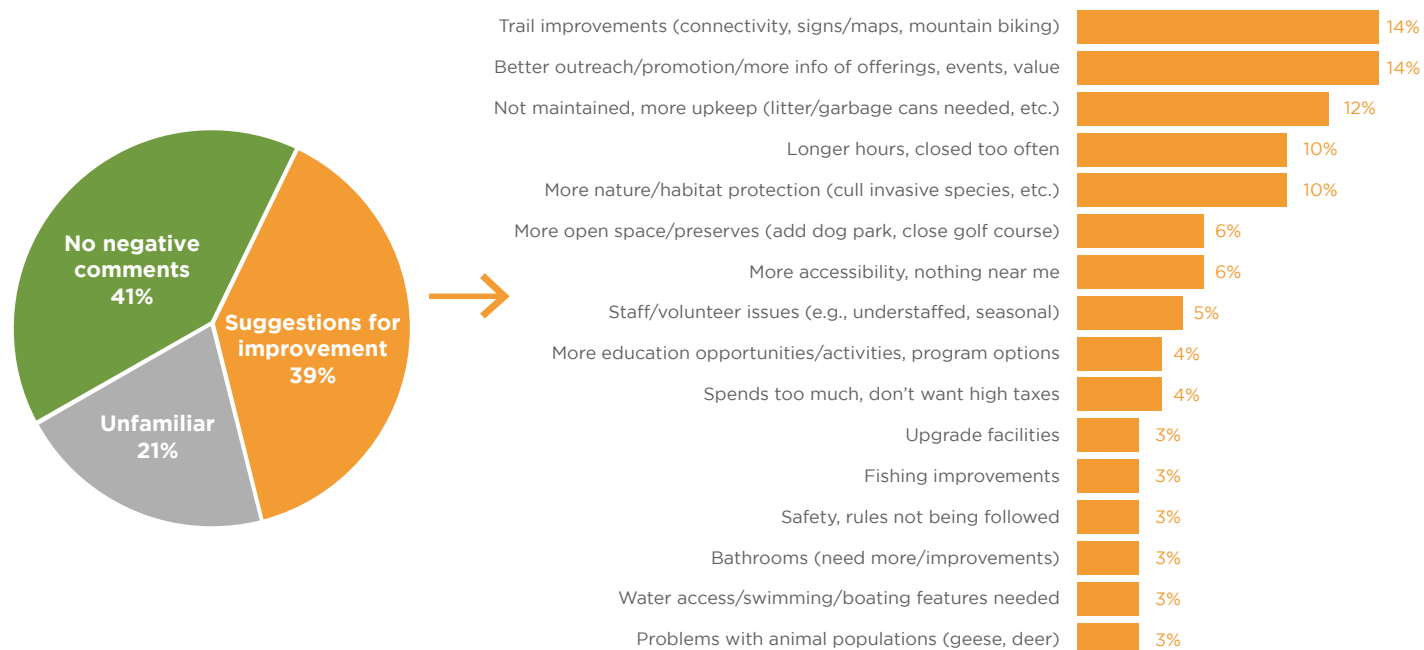 No negative
comments
41%
Suggestions for
improvement
39%
Unfamiliar
21%
Trail improvements (connectivity, signs/maps, mountain biking) 14%
Better outreach/promotion/more info of offerings, events, value 14%
Not maintained, more upkeep (litter/garbage cans needed, etc.) 12%
Longer hours, closed too often 10%
More nature/habitat protection (cull invasive species, etc.) 10%
More open space/preserves (add dog park, close golf course) 6%
More accessibility, nothing near me 6%
Staff/volunteer issues (e.g., understaffed, seasonal) 5%
More education opportunities/activities, program options 4%
Spends too much, don’t want high taxes 4%
Upgrade facilities 3%
Fishing improvements 3%
Safety, rules not being followed 3%
Bathrooms (need more/improvements) 3%
Water access/swimming/boating features needed 3%
Problems with animal populations (geese, deer) 3%